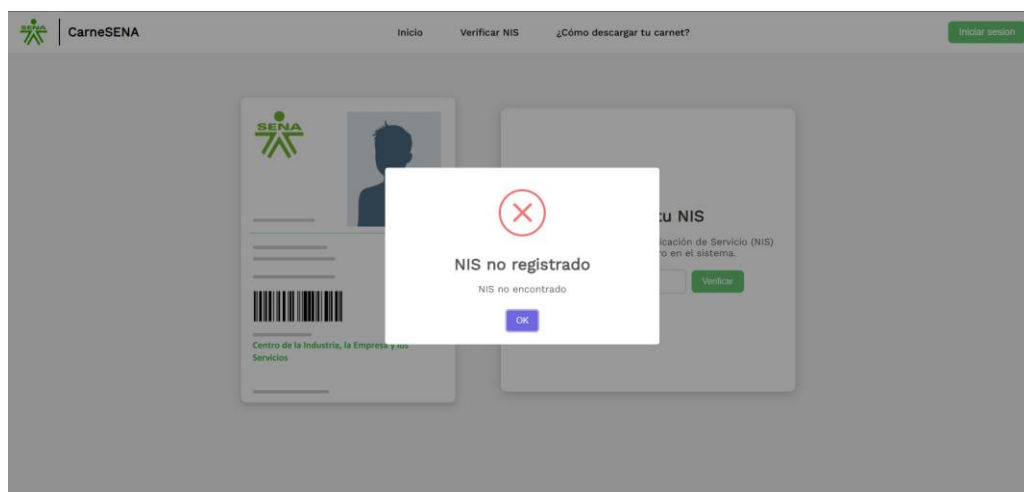 SENA
CarneSENA
Inicio
Verificar NIS
¿Cómo descargar tu carnet?
Iniciar sesion
SENA
Centro de la Industria, la Empresa y los
Servicios
tu NIS
icación de Servicio (NIS)
o en el sistema.
Verificar
NIS no registrado
NIS no encontrado
OK